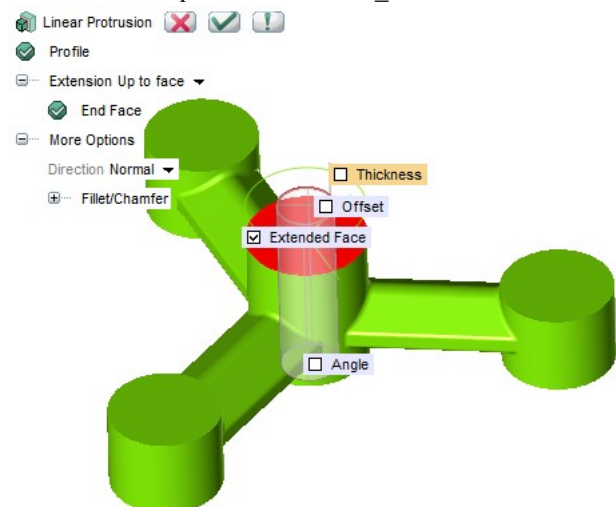 Linear Protrusion
Profile
Extension Up to face
End Face
More Options
Direction Normal
Fillet/Chamfer
Thickness
Offset
Extended Face
Angle